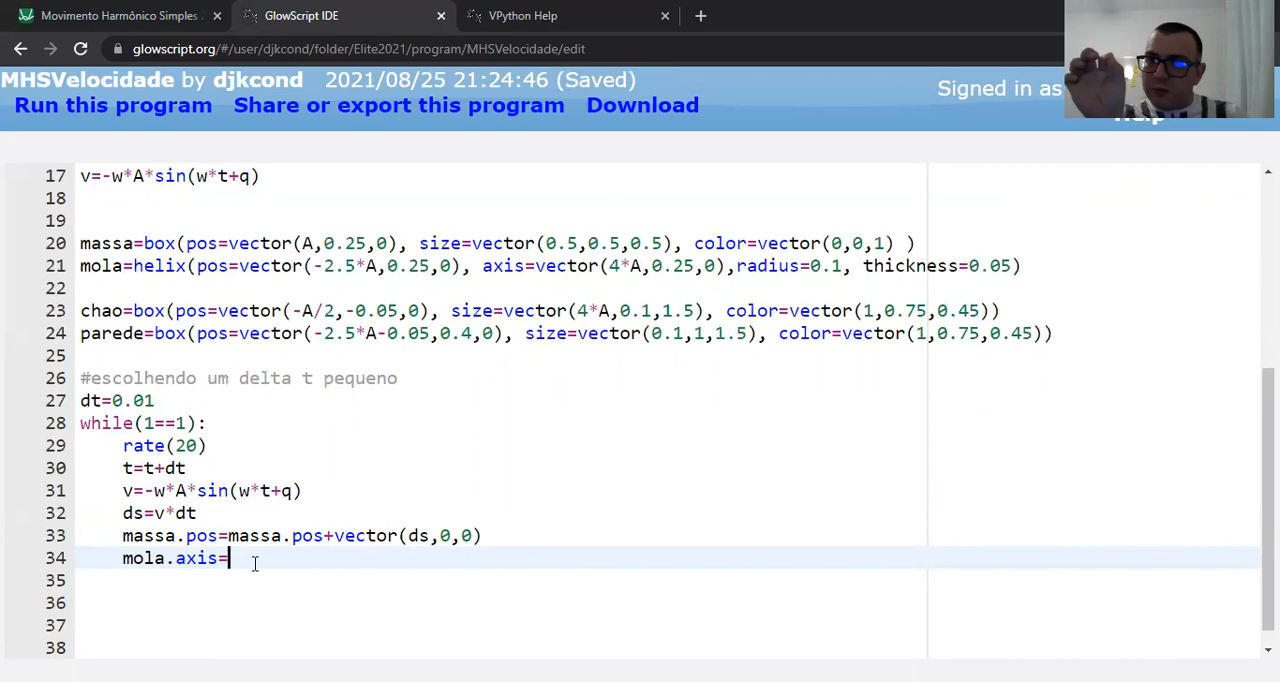 Movimento Harmônico Simples
GlowScript IDE
VPython Help
glowscript.org/#/user/djkcond/folder/Elite2021/program/MHSVelocidade/edit
MHSVelocidade by djkcond 2021/08/25 21:24:46 (Saved)
Signed in as
Run this program Share or export this program Download
17 v=-w*A*sin(w*t+q)
18
19
20 massa=box(pos=vector(A,0.25,0), size=vector(0.5,0.5,0.5), color=vector(0,0,1) )
21 mola=helix(pos=vector(-2.5*A,0.25,0), axis=vector(4*A,0.25,0),radius=0.1, thickness=0.05)
22
23 chao=box(pos=vector(-A/2,-0.05,0), size=vector(4*A,0.1,1.5), color=vector(1,0.75,0.45))
24 parede=box(pos=vector(-2.5*A-0.05,0.4,0), size=vector(0.1,1,1.5), color=vector(1,0.75,0.45))
25
26 #escolhendo um delta t pequeno
27 dt=0.01
28 while(1==1):
29 rate(20)
30 t=t+dt
31 v=-w*A*sin(w*t+q)
32 ds=v*dt
33 massa.pos=massa.pos+vector(ds,0,0)
34 mola.axis=
35
36
37
38